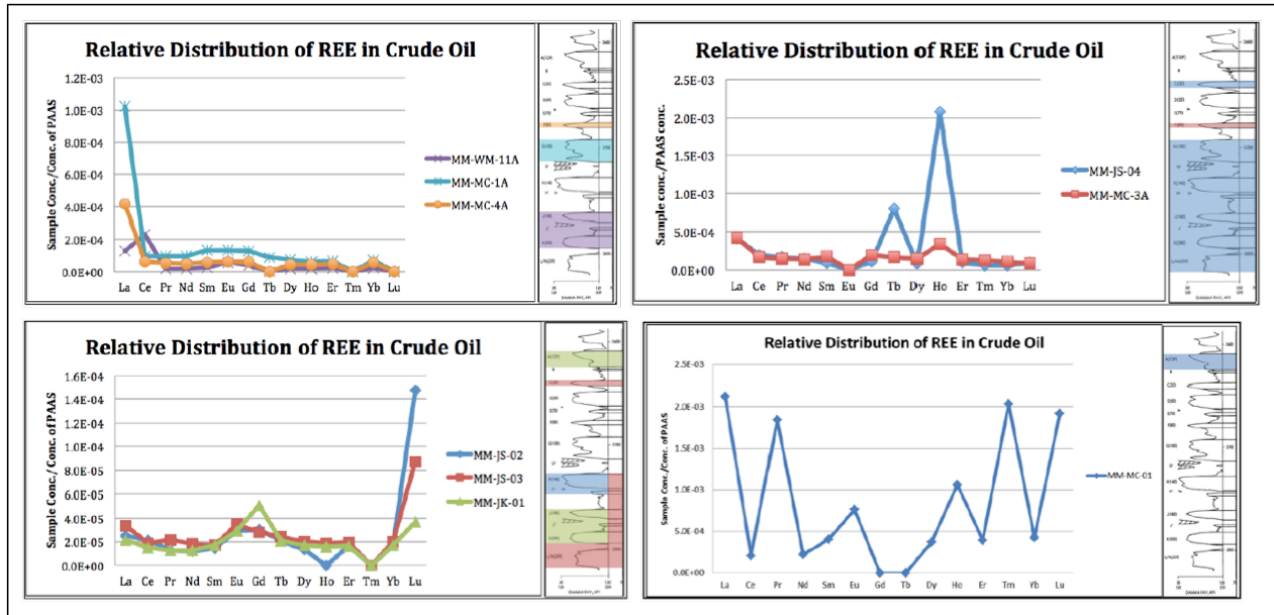 Relative Distribution of REE in Crude Oil
Sample Conc./Conc. of PAAS
1.2E-03
1.0E-03
8.0E-04
6.0E-04
4.0E-04
2.0E-04
0.0E+00
La Ce Pr Nd Sm Eu Gd Tb Dy Ho Er Tm Yb Lu
MM-WM-11A
MM-MC-1A
MM-MC-4A
Relative Distribution of REE in Crude Oil
Sample Conc./PAAS conc.
2.5E-03
2.0E-03
1.5E-03
1.0E-03
5.0E-04
0.0E+00
La Ce Pr Nd Sm Eu Gd Tb Dy Ho Er Tm Yb Lu
MM-JS-04
MM-MC-3A
Relative Distribution of REE in Crude Oil
Sample Conc./ Conc. of PAAS
1.6E-04
1.4E-04
1.2E-04
1.0E-04
8.0E-05
6.0E-05
4.0E-05
2.0E-05
0.0E+00
La Ce Pr Nd Sm Eu Gd Tb Dy Ho Er Tm Yb Lu
MM-JS-02
MM-JS-03
MM-JK-01
Relative Distribution of REE in Crude Oil
Sample Conc./Conc. of PAAS
2.5E-03
2.0E-03
1.5E-03
1.0E-03
5.0E-04
0.0E+00
La Ce Pr Nd Sm Eu Gd Tb Dy Ho Er Tm Yb Lu
MM-MC-01